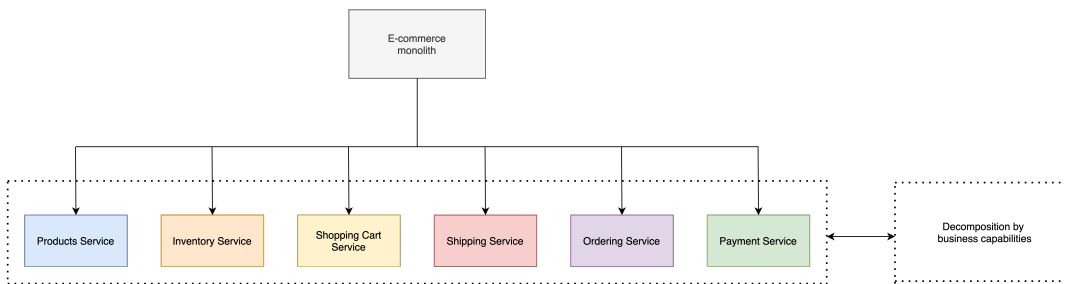 E-commerce
monolith
Products Service
Inventory Service
Shopping Cart
Service
Shipping Service
Ordering Service
Payment Service
Decomposition by
business capabilities